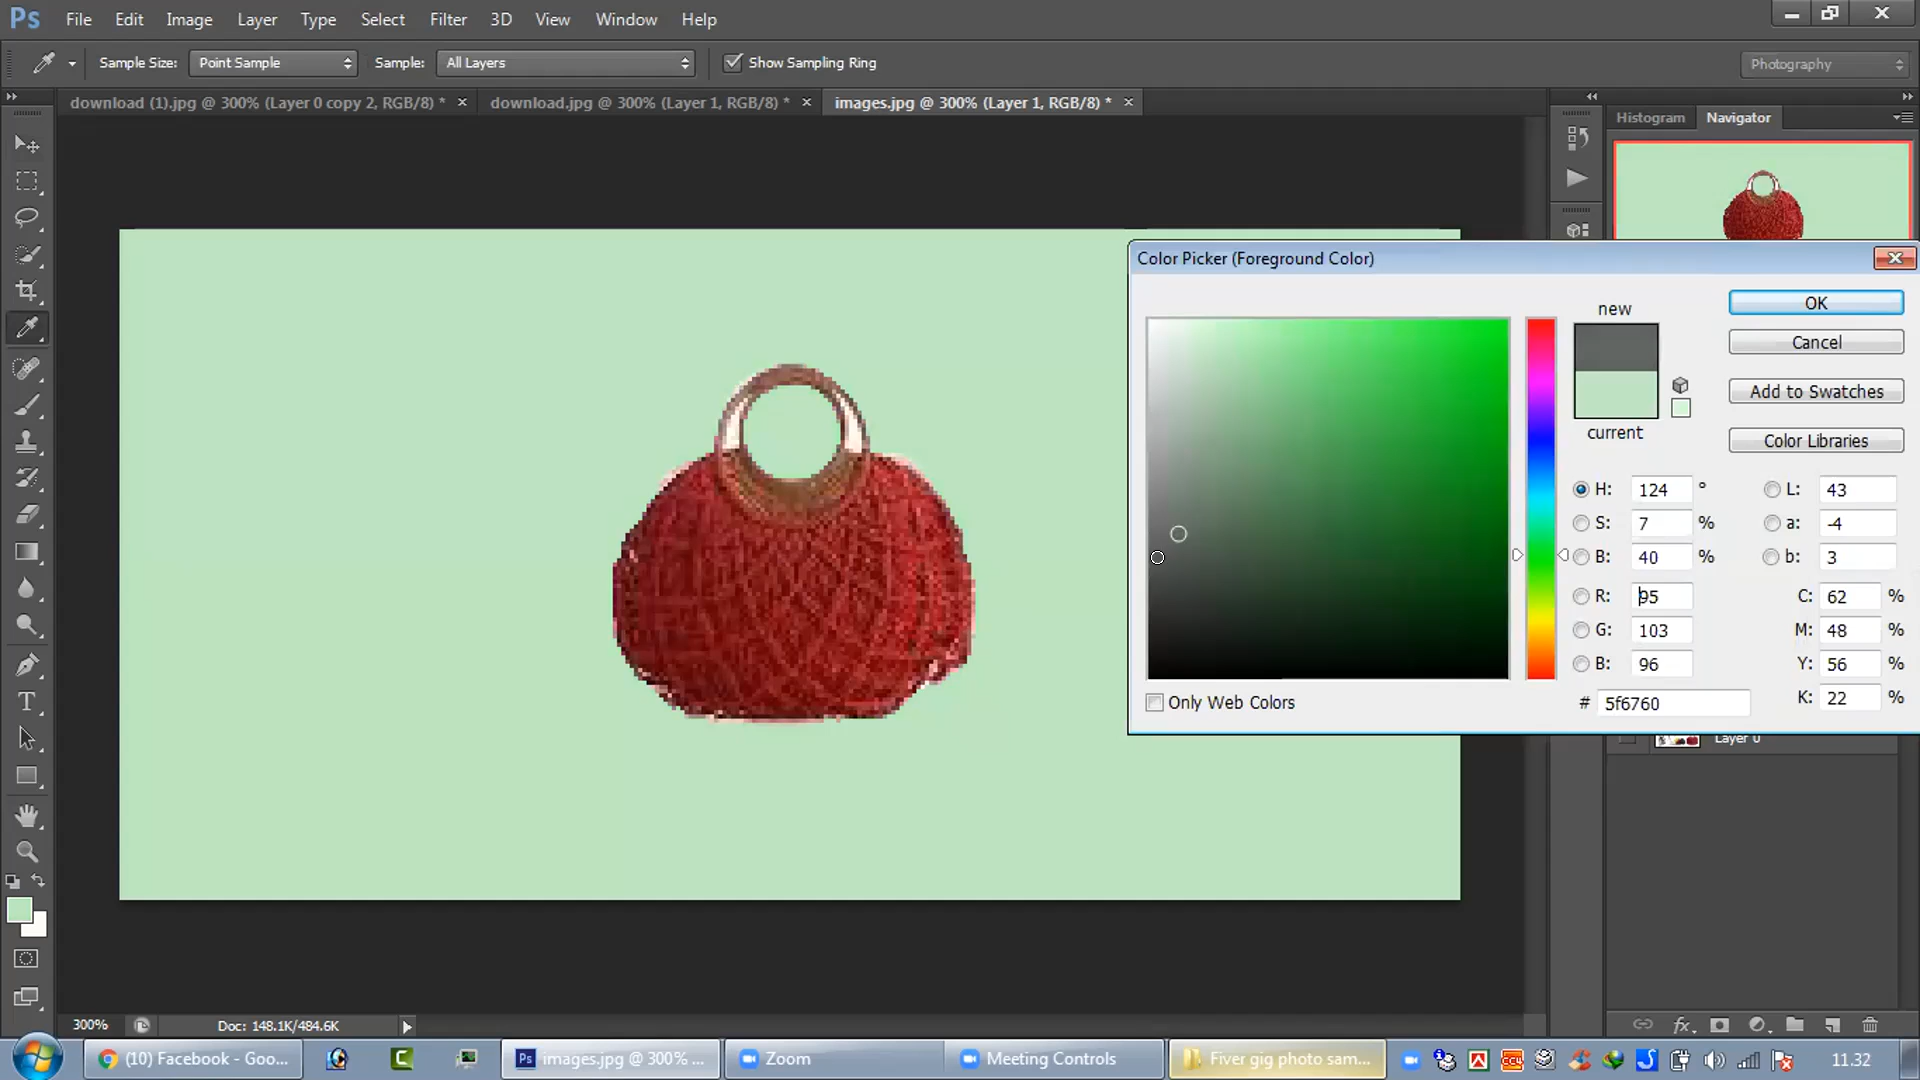 Ps File Edit Image Layer Type Select Filter 3D View Window Help
Sample Size: Point Sample Sample: All Layers Show Sampling Ring Photography
download (1).jpg @ 300% (Layer 0 copy 2, RGB/8) * × download.jpg @ 300% (Layer 1, RGB/8) * × images.jpg @ 300% (Layer 1, RGB/8) * ×
Histogram Navigator
Color Picker (Foreground Color)
new
current
OK
Cancel
Add to Swatches
Color Libraries
H: 124 ° L: 43
S: 7 % a: -4
B: 40 % b: 3
R: 95 C: 62 %
G: 103 M: 48 %
B: 96 Y: 56 %
Only Web Colors # 5f6760 K: 22 %
Layer 0
T
fx
300% Doc: 148.1K/484.6K
(10) Facebook - Goo... Ps images.jpg @ 300% ... Zoom Meeting Controls Fiver gig photo sam... 11.32